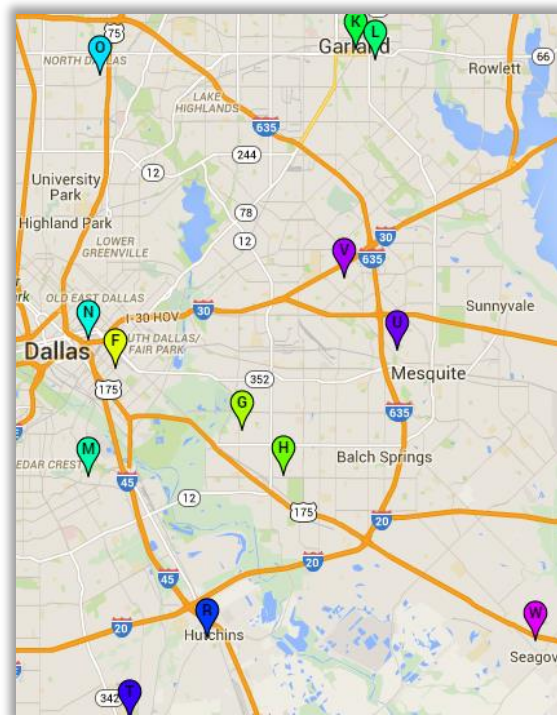 K
L
Garland
75
O
NORTH DALLAS
66
Rowlett
LAKE
HIGHLANDS
635
244
12
University
Park
78
Highland Park
12
LOWER
GREENVILLE
30
V
635
OLD EAST DALLAS
I-30 HOV
30
Sunnyvale
N
U
F
UTH DALLAS/
FAIR PARK
Dallas
352
Mesquite
175
G
635
H
M
Balch Springs
EDAR CREST
45
12
175
20
20
45
R
W
20
Hutchins
Seagov
T
342